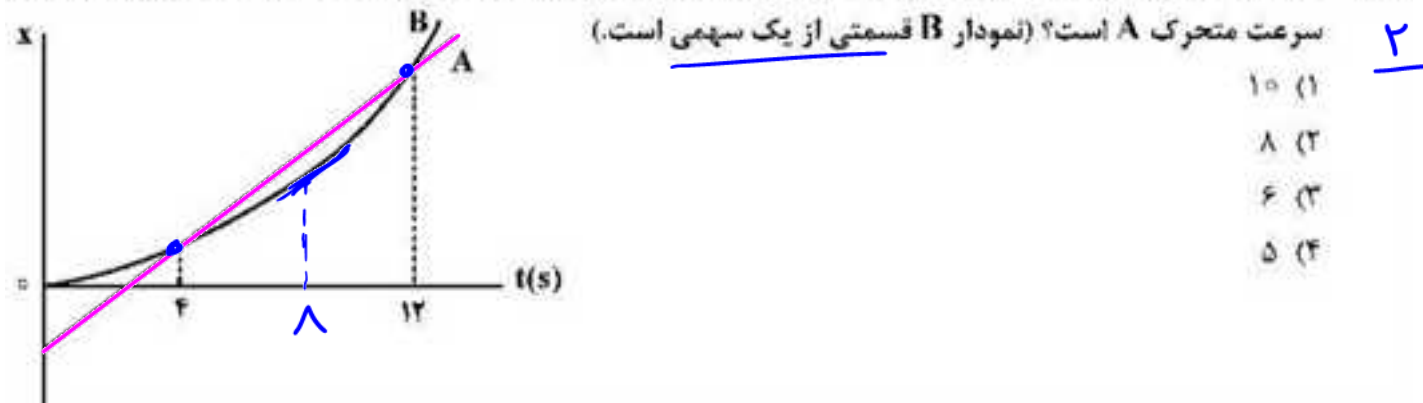 سرعت متحرک A است؟ (نمودار B قسمتی از یک سهمی است.)
۲
۱) ۱۰
۲) ۸
۳) ۶
۴) ۵
x
B
A
۰
۴
۸
۱۲
t(s)